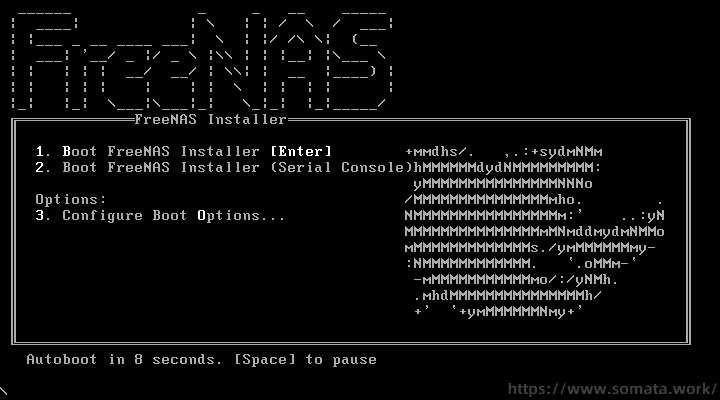 FreeNAS
FreeNAS Installer
1. Boot FreeNAS Installer [Enter]
2. Boot FreeNAS Installer (Serial Console)
Options:
3. Configure Boot Options...
Autoboot in 8 seconds. [Space] to pause
https://www.somata.work/